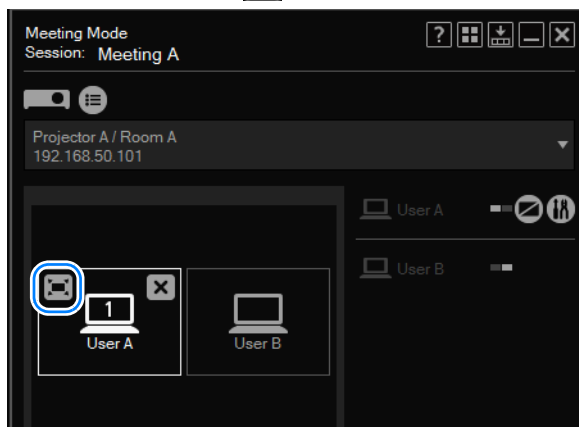 Meeting Mode
Session: Meeting A
?
Projector A / Room A
192.168.50.101
User A
User B
1
User A
User B